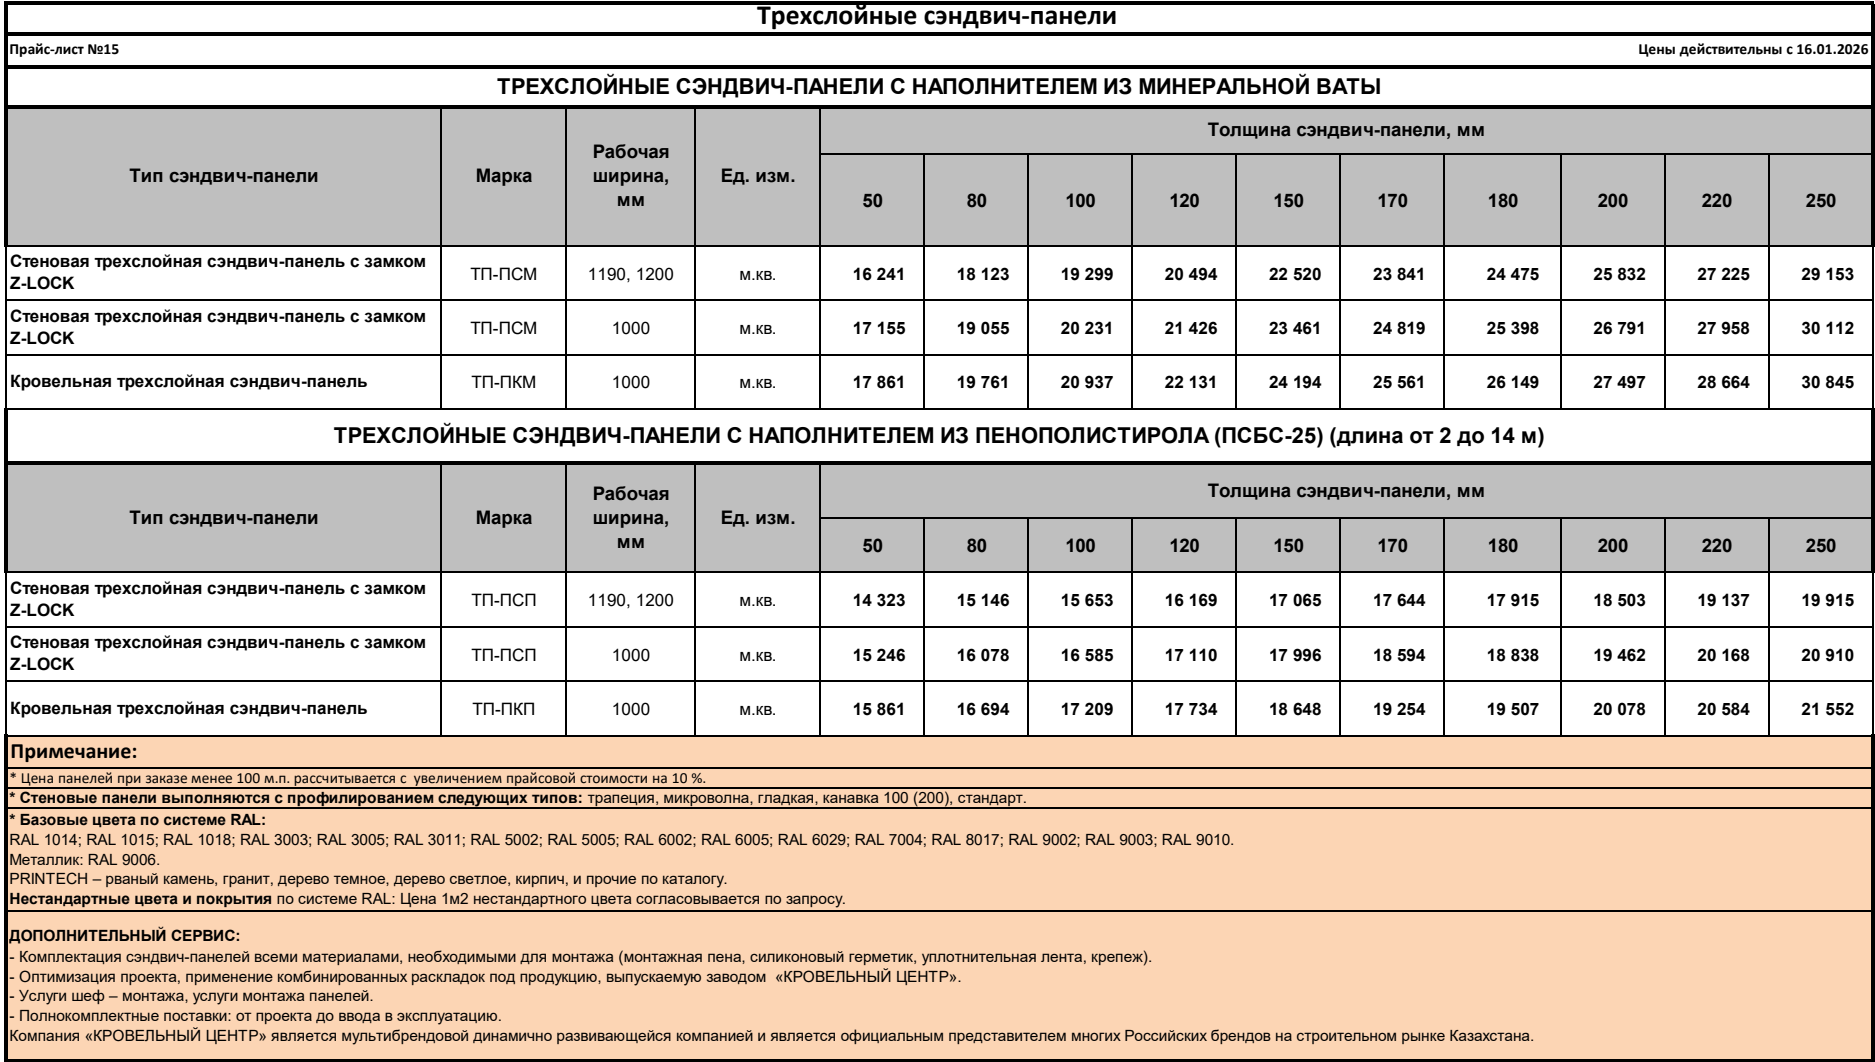 Трехслойные сэндвич-панели
Прайс-лист №15 Цены действительны с 16.01.2026
ТРЕХСЛОЙНЫЕ СЭНДВИЧ-ПАНЕЛИ С НАПОЛНИТЕЛЕМ ИЗ МИНЕРАЛЬНОЙ ВАТЫ
Тип сэндвич-панели Марка Рабочая ширина, мм Ед. изм. Толщина сэндвич-панели, мм
50 80 100 120 150 170 180 200 220 250
Стеновая трехслойная сэндвич-панель с замком Z-LOCK ТП-ПСМ 1190, 1200 м.кв. 16 241 18 123 19 299 20 494 22 520 23 841 24 475 25 832 27 225 29 153
Стеновая трехслойная сэндвич-панель с замком Z-LOCK ТП-ПСМ 1000 м.кв. 17 155 19 055 20 231 21 426 23 461 24 819 25 398 26 791 27 958 30 112
Кровельная трехслойная сэндвич-панель ТП-ПКМ 1000 м.кв. 17 861 19 761 20 937 22 131 24 194 25 561 26 149 27 497 28 664 30 845
ТРЕХСЛОЙНЫЕ СЭНДВИЧ-ПАНЕЛИ С НАПОЛНИТЕЛЕМ ИЗ ПЕНОПОЛИСТИРОЛА (ПСБС-25) (длина от 2 до 14 м)
Тип сэндвич-панели Марка Рабочая ширина, мм Ед. изм. Толщина сэндвич-панели, мм
50 80 100 120 150 170 180 200 220 250
Стеновая трехслойная сэндвич-панель с замком Z-LOCK ТП-ПСП 1190, 1200 м.кв. 14 323 15 146 15 653 16 169 17 065 17 644 17 915 18 503 19 137 19 915
Стеновая трехслойная сэндвич-панель с замком Z-LOCK ТП-ПСП 1000 м.кв. 15 246 16 078 16 585 17 110 17 996 18 594 18 838 19 462 20 168 20 910
Кровельная трехслойная сэндвич-панель ТП-ПКП 1000 м.кв. 15 861 16 694 17 209 17 734 18 648 19 254 19 507 20 078 20 584 21 552
Примечание:
* Цена панелей при заказе менее 100 м.п. рассчитывается с увеличением прайсовой стоимости на 10 %.
* Стеновые панели выполняются с профилированием следующих типов: трапеция, микроволна, гладкая, канавка 100 (200), стандарт.
* Базовые цвета по системе RAL:
RAL 1014; RAL 1015; RAL 1018; RAL 3003; RAL 3005; RAL 3011; RAL 5002; RAL 5005; RAL 6002; RAL 6005; RAL 6029; RAL 7004; RAL 8017; RAL 9002; RAL 9003; RAL 9010.
Металлик: RAL 9006.
PRINTECH – рваный камень, гранит, дерево темное, дерево светлое, кирпич, и прочие по каталогу.
Нестандартные цвета и покрытия по системе RAL: Цена 1м2 нестандартного цвета согласовывается по запросу.
ДОПОЛНИТЕЛЬНЫЙ СЕРВИС:
- Комплектация сэндвич-панелей всеми материалами, необходимыми для монтажа (монтажная пена, силиконовый герметик, уплотнительная лента, крепеж).
- Оптимизация проекта, применение комбинированных раскладок под продукцию, выпускаемую заводом «КРОВЕЛЬНЫЙ ЦЕНТР».
- Услуги шеф – монтажа, услуги монтажа панелей.
- Полнокомплектные поставки: от проекта до ввода в эксплуатацию.
Компания «КРОВЕЛЬНЫЙ ЦЕНТР» является мультибрендовой динамично развивающейся компанией и является официальным представителем многих Российских брендов на строительном рынке Казахстана.